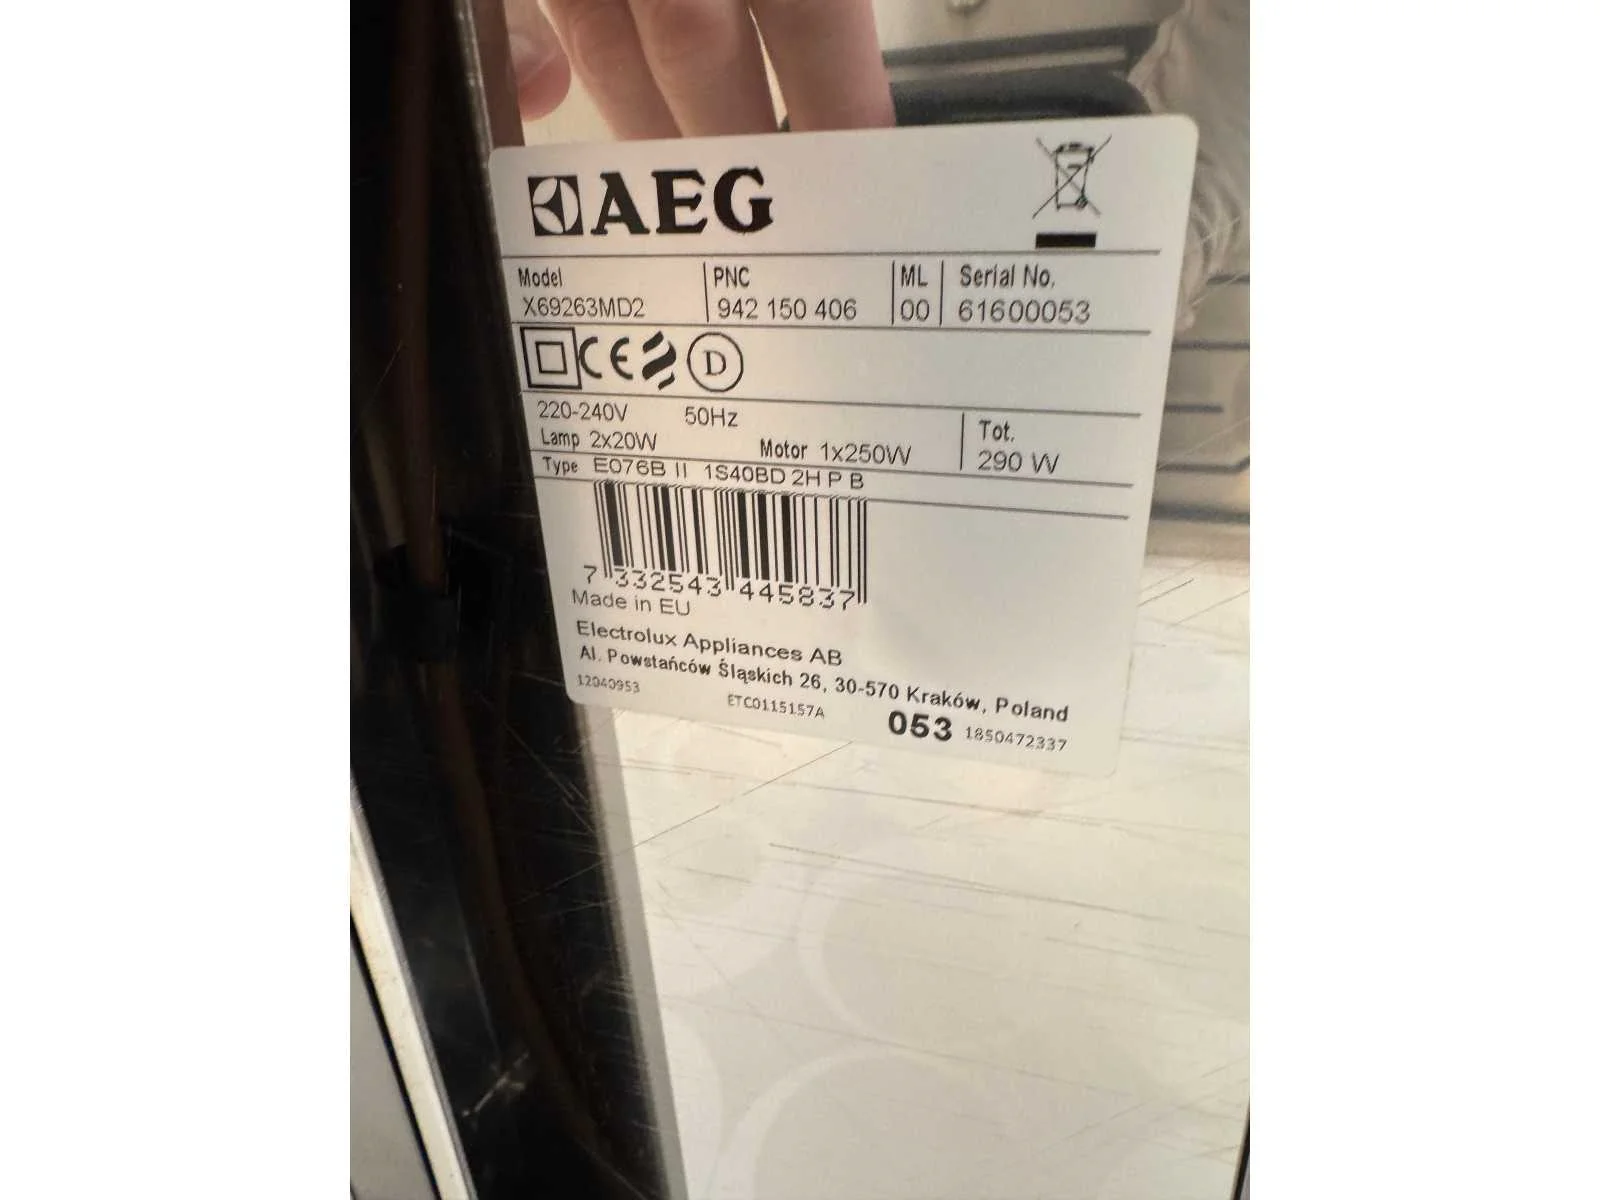 AEG
Model PNC ML Serial No.
X69263MD2 942 150 406 00 61600053
CE D
220-240V 50Hz Tot.
Lamp 2x20W Motor 1x250W 290 W
Type EO76B II 1S40BD 2H P B
7 332543 445837
Made in EU
Electrolux Appliances AB
Al. Powstańców Śląskich 26, 30-570 Kraków, Poland
12040953 ETC0115157A 053 1850472337